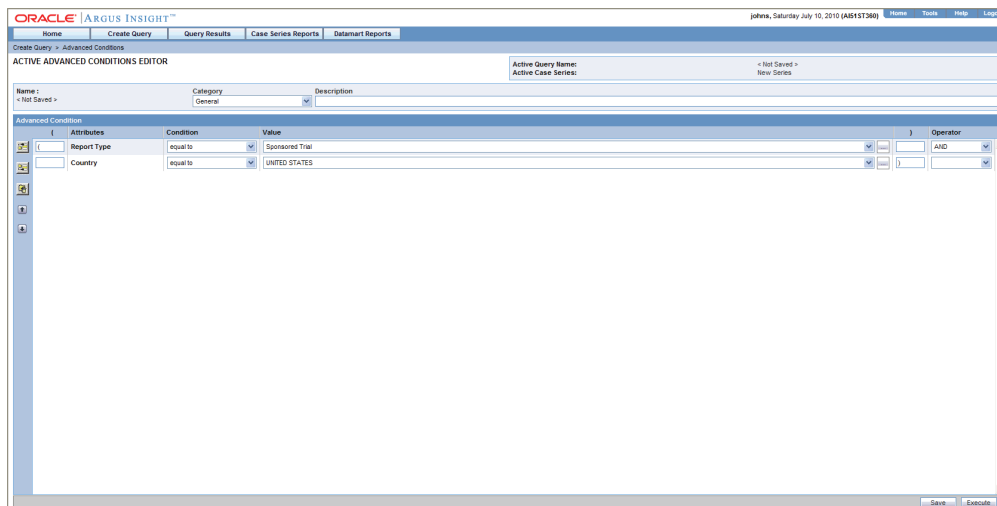 ORACLE® | ARGUS INSIGHT™
johns, Saturday July 10, 2010 (AI51ST360) Home Tools Help
Home Create Query Query Results Case Series Reports Datamart Reports
Create Query > Advanced Conditions
ACTIVE ADVANCED CONDITIONS EDITOR
Active Query Name: < Not Saved >
Active Case Series: New Series
Name : Category Description
< Not Saved > General
Advanced Condition
( Attributes Condition Value ) Operator
( Report Type equal to Sponsored Trial ... AND
Country equal to UNITED STATES ... )
Save Execute